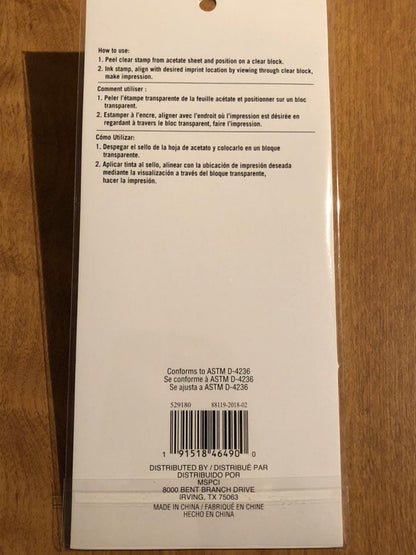 How to use:
1. Peel clear stamp from acetate sheet and position on a clear block.
2. Ink stamp, align with desired imprint location by viewing through clear block,
make impression.
Comment utiliser :
1. Peler l'étampe transparente de la feuille acétate et positionner sur un bloc
transparent.
2. Estamper à l'encre, aligner avec l'endroit où l'impression est désirée en
regardant à travers le bloc transparent, faire l'impression.
Cómo Utilizar:
1. Despegar el sello de la hoja de acetato y colocarlo en un bloque
transparente.
2. Aplicar tinta al sello, alinear con la ubicación de impresión deseada
mediante la visualización a través del bloque transparente,
hacer la impresión.
Conforms to ASTM D-4236
Se conforme à ASTM D-4236
Se ajusta a ASTM D-4236
529180 88119-2018-02
1 91518 46490 0
DISTRIBUTED BY / DISTRIBUÉ PAR
DISTRIBUIDO POR
MSPCI
8000 BENT BRANCH DRIVE
IRVING, TX 75063
MADE IN CHINA / FABRIQUÉ EN CHINE
HECHO EN CHINA